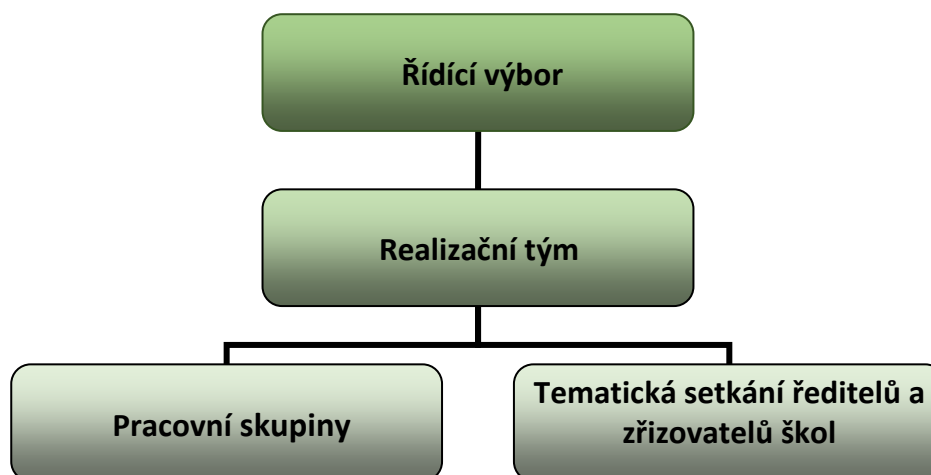 Řídící výbor
Realizační tým
Pracovní skupiny
Tematická setkání ředitelů a
zřizovatelů škol